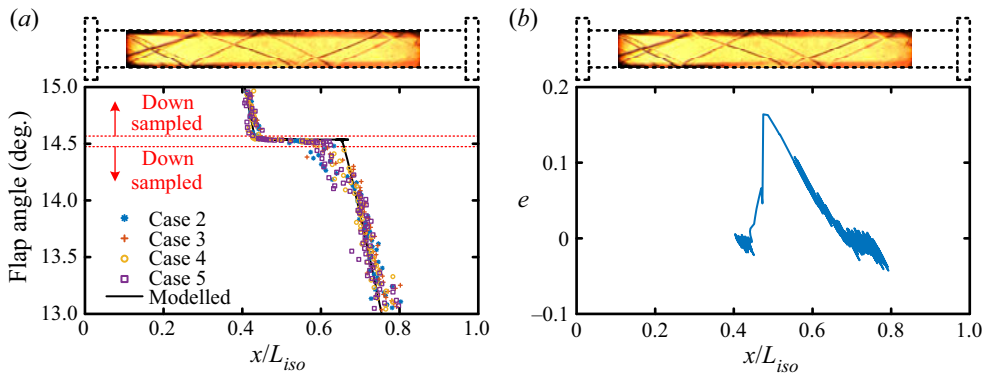 (a)
(b)
15.0
14.5
14.0
13.5
13.0
Flap angle (deg.)
Down
sampled
Down
sampled
Case 2
Case 3
Case 4
Case 5
Modelled
0
0.2
0.4
0.6
0.8
1.0
x/L_iso
0.2
0.1
0
−0.1
e
0
0.2
0.4
0.6
0.8
1.0
x/L_iso